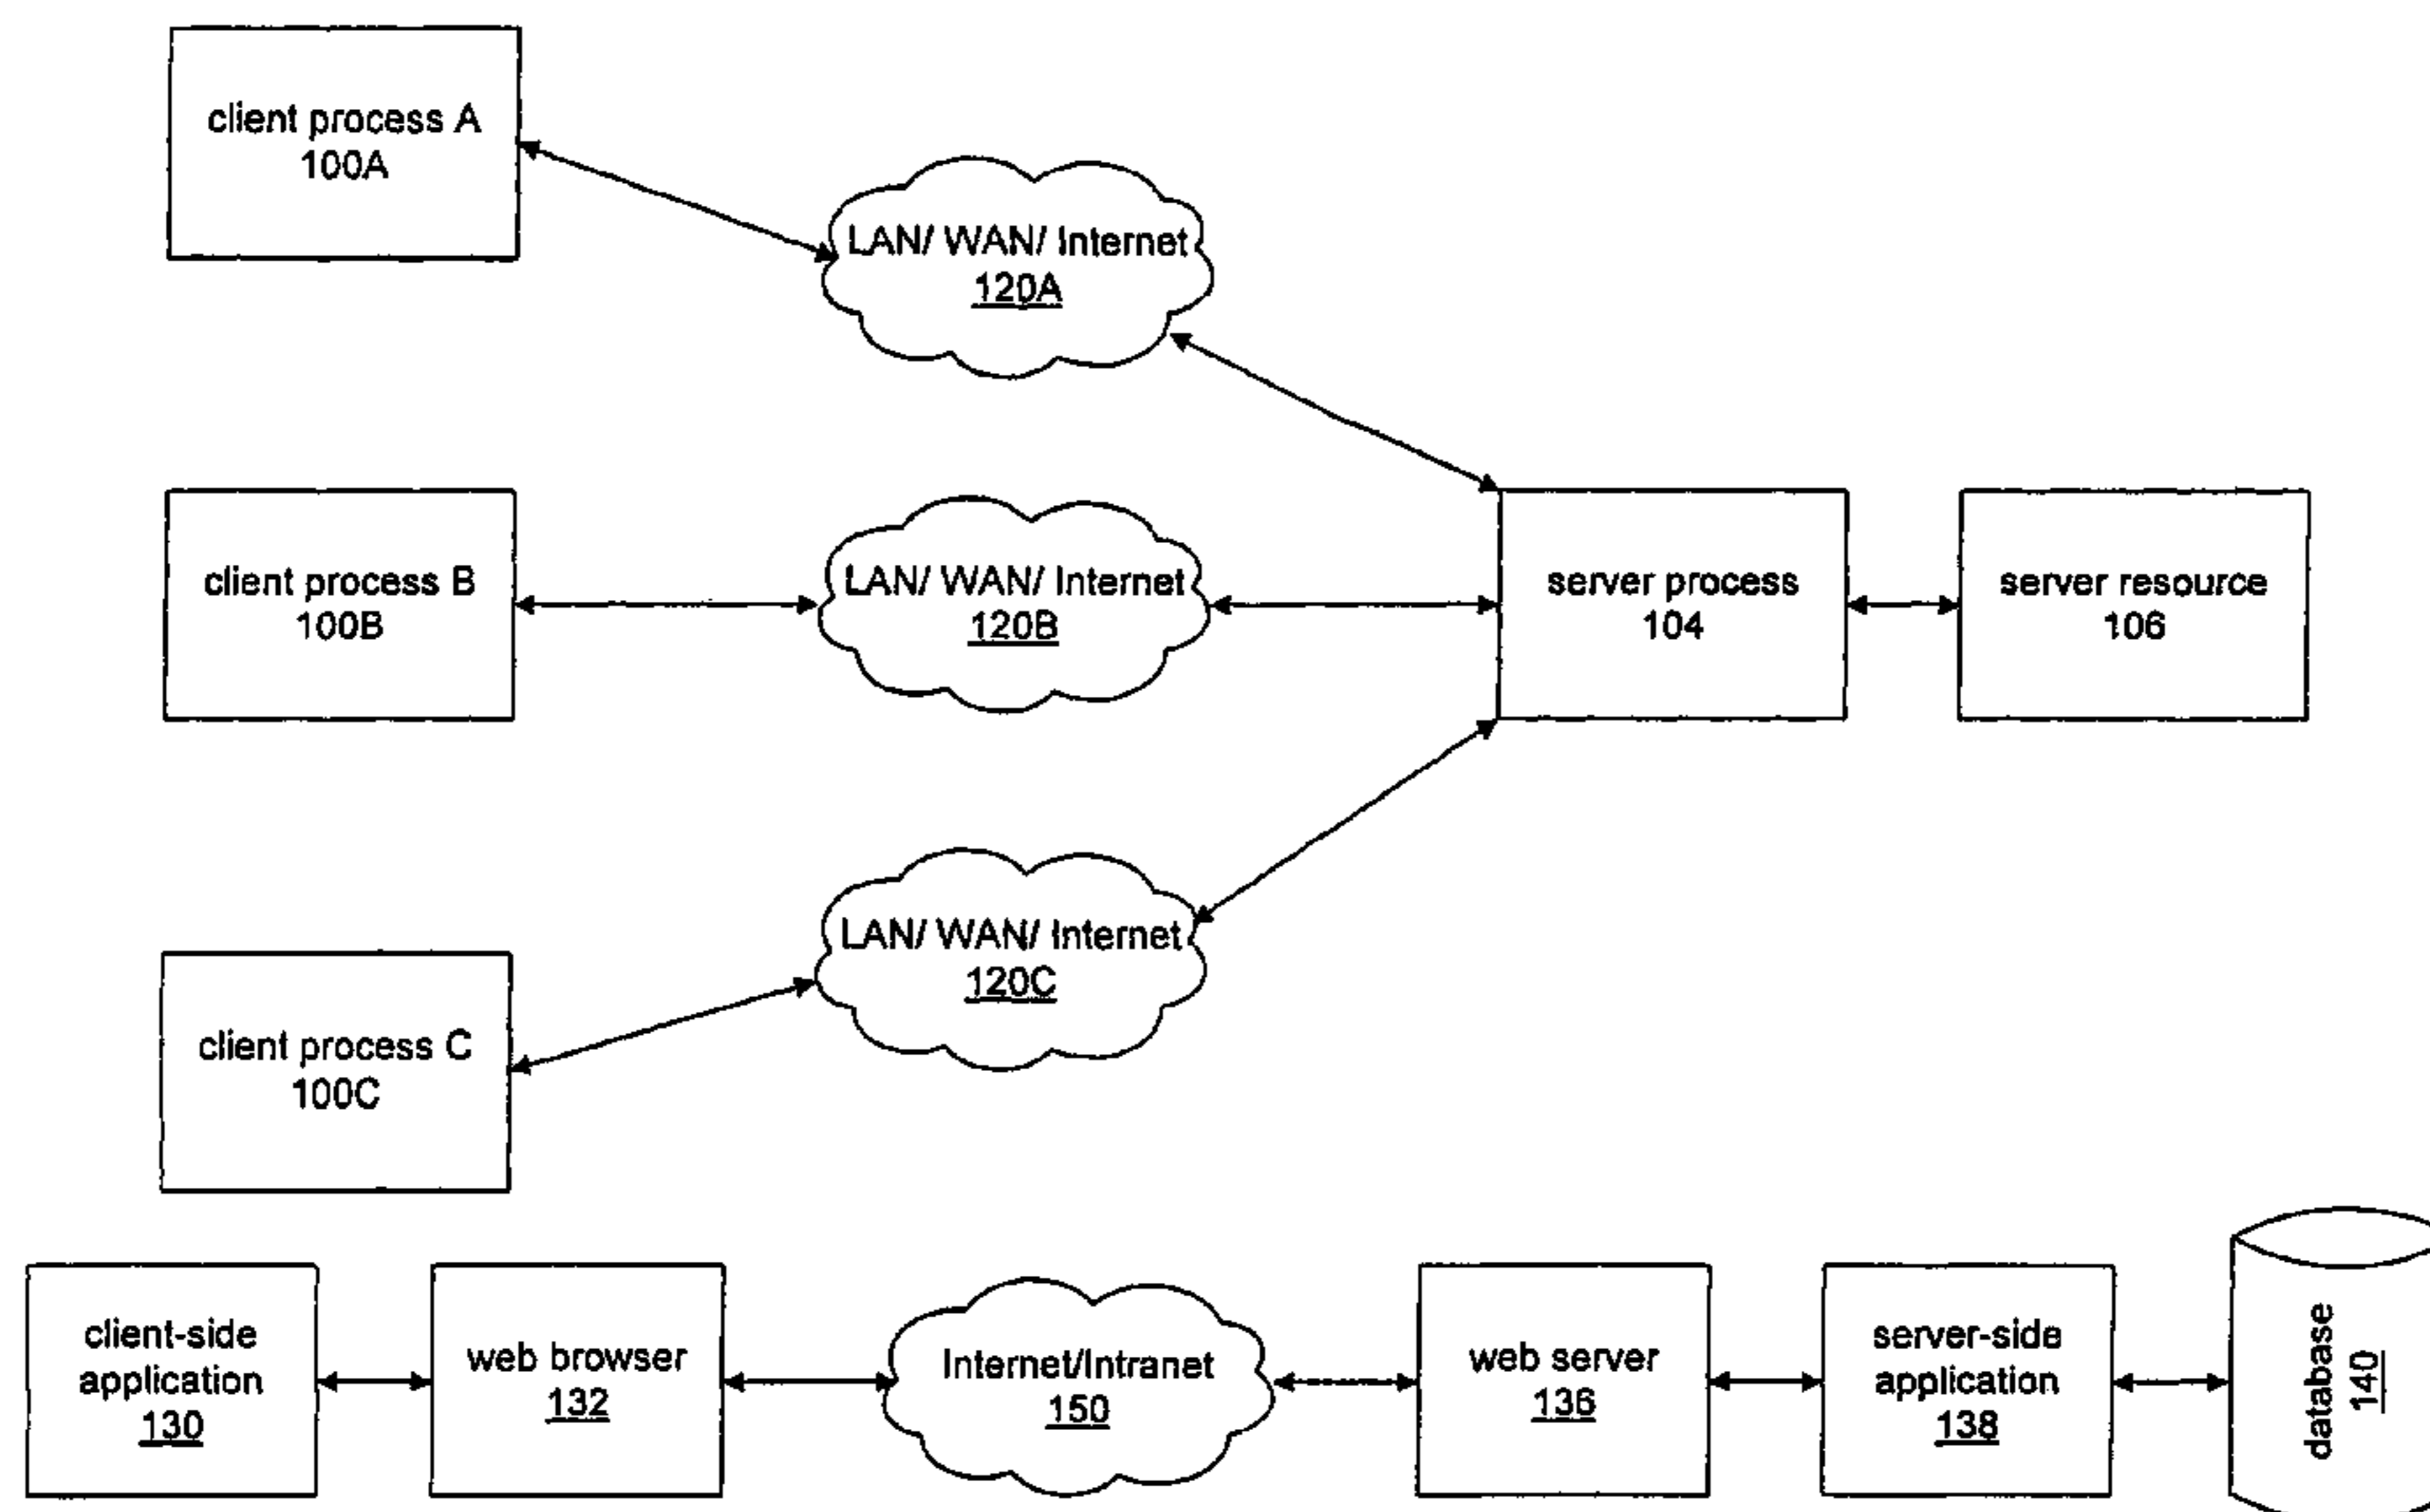 client process A
100A
LAN/ WAN/ Internet
120A
client process B
100B
LAN/ WAN/ Internet
120B
server process
104
server resource
106
LAN/ WAN/ Internet
120C
client process C
100C
client-side
application
130
web browser
132
Internet/Intranet
150
web server
136
server-side
application
138
database
140